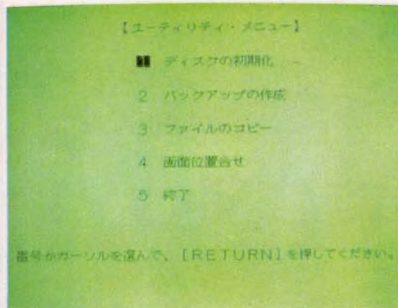 【ユーティリティ・メニュー】
1 ディスクの初期化
2 バックアップの作成
3 ファイルのコピー
4 画面位置合せ
5 終了
番号かカーソルを選んで、[RETURN]を押してください。